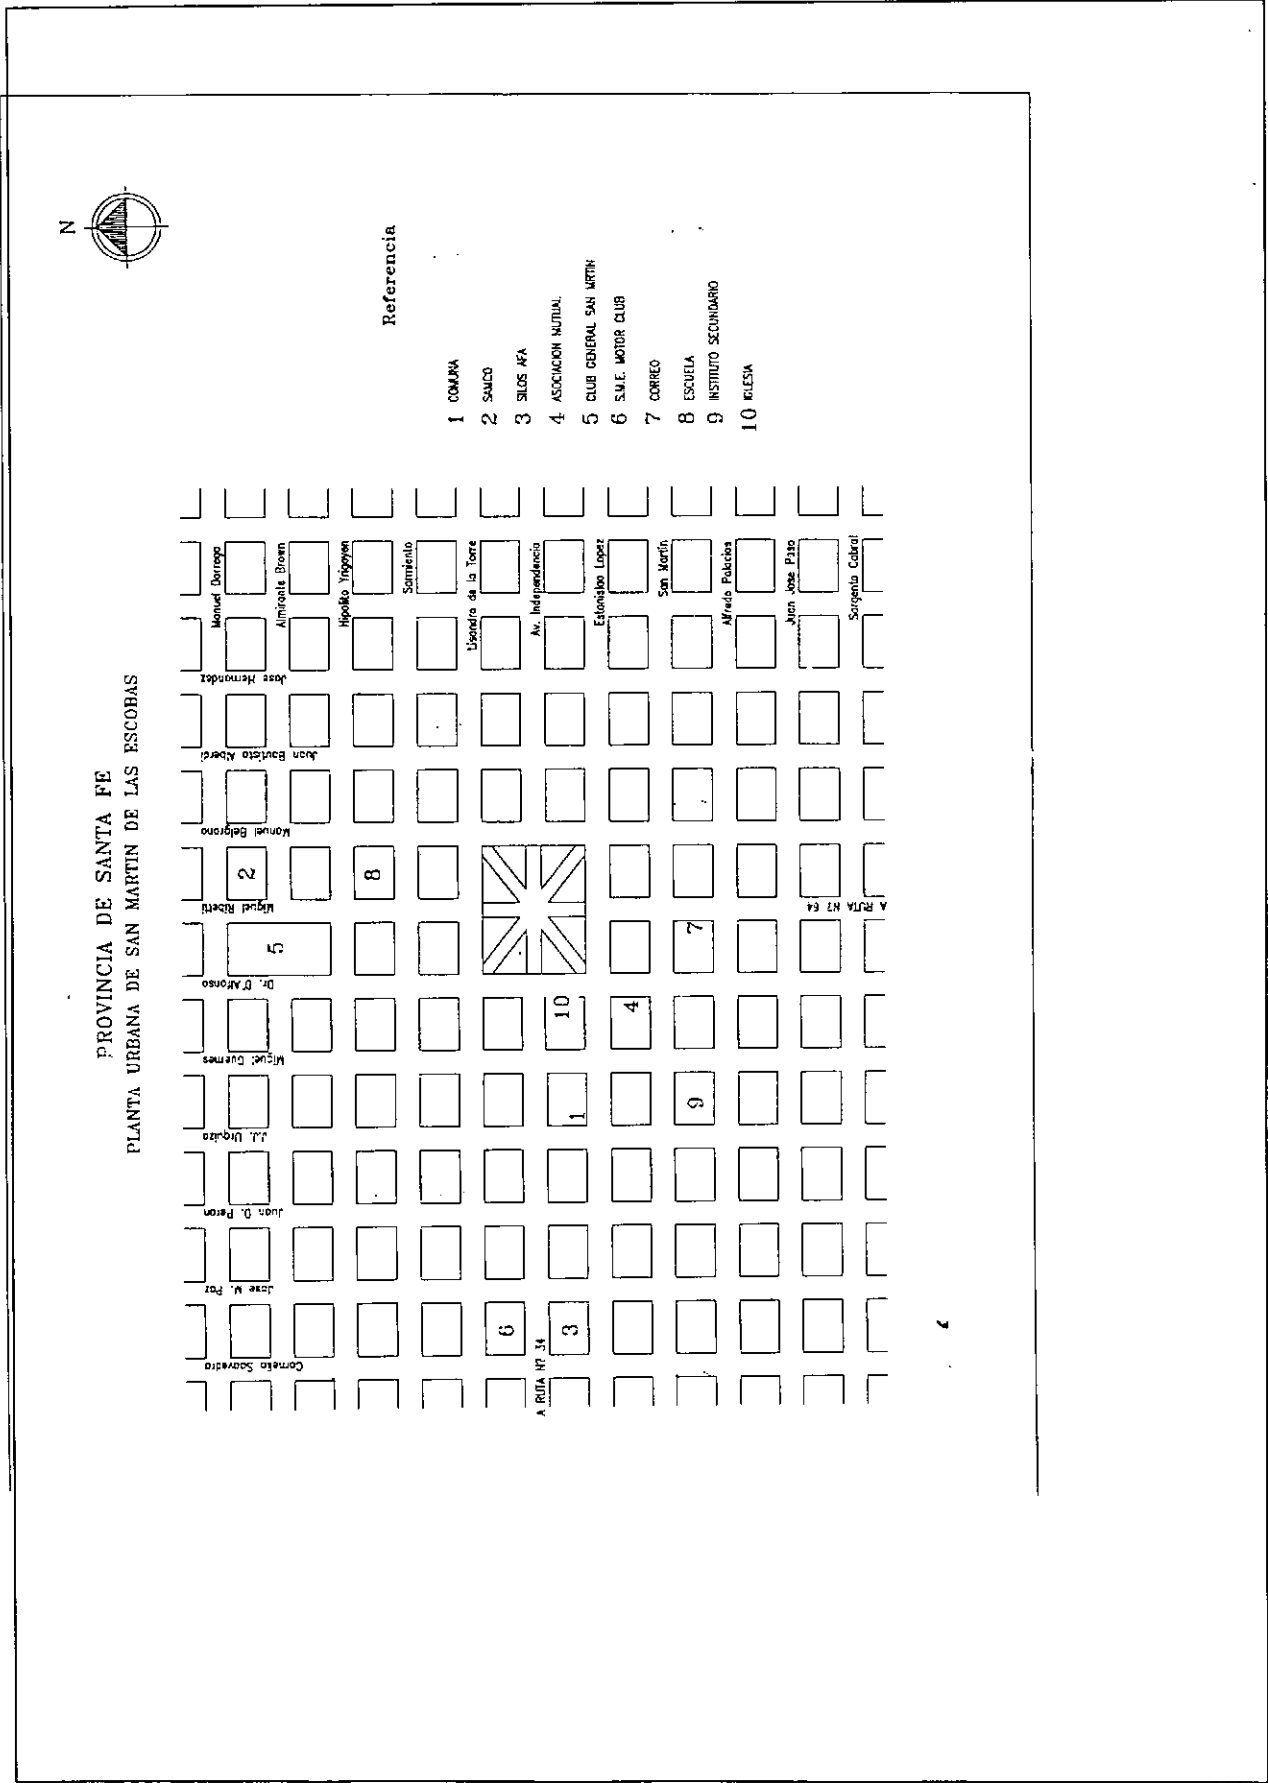 PROVINCIA DE SANTA FE
PLANTA URBANA DE SAN MARTIN DE LAS ESCOBAS
N
Referencia
1 COMUNA
2 SAMCO
3 SILOS AFA
4 ASOCIACION MUTUAL
5 CLUB GENERAL SAN MRTIN
6 S.M.E. MOTOR CLUB
7 CORREO
8 ESCUELA
9 INSTITUTO SECUNDARIO
10 IGLESIA
Manuel Dorrego
Almirante Brown
Hipolito Yrigoyen
Sarmiento
Lisandro de la Torre
Av. Independencia
Estanislao Lopez
San Martin
Alfredo Palacios
Juan Jose Paso
Sargento Cabral
Cornelio Saavedra
Jose M. Paz
Juan D. Peron
J.J. Urquiza
Miguel Guemes
Dr. D'Alfonso
Miguel Ribetti
Manuel Belgrano
Juan Bautista Alberdi
Jose Hernandez
2
5
8
6
3
1
10
4
9
7
A RUTA Nº 34
A RUTA Nº 64